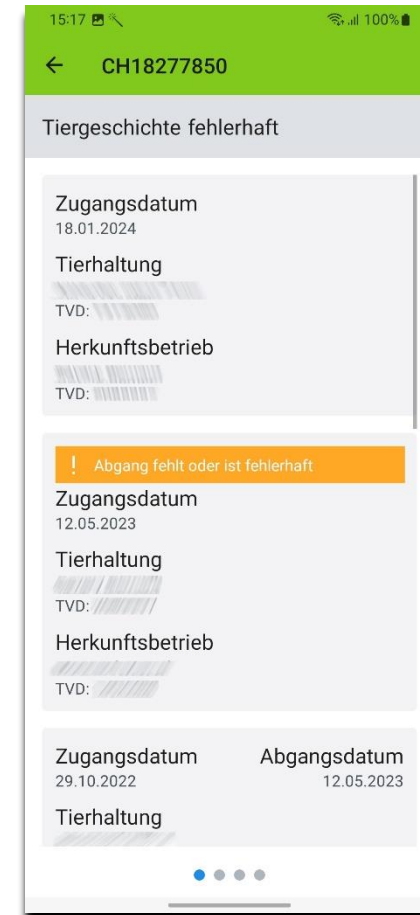 15:17 100%
CH18277850
Tiergeschichte fehlerhaft
Zugangsdatum
18.01.2024
Tierhaltung
TVD:
Herkunftsbetrieb
TVD:
! Abgang fehlt oder ist fehlerhaft
Zugangsdatum
12.05.2023
Tierhaltung
TVD:
Herkunftsbetrieb
TVD:
Zugangsdatum Abgangsdatum
29.10.2022 12.05.2023
Tierhaltung